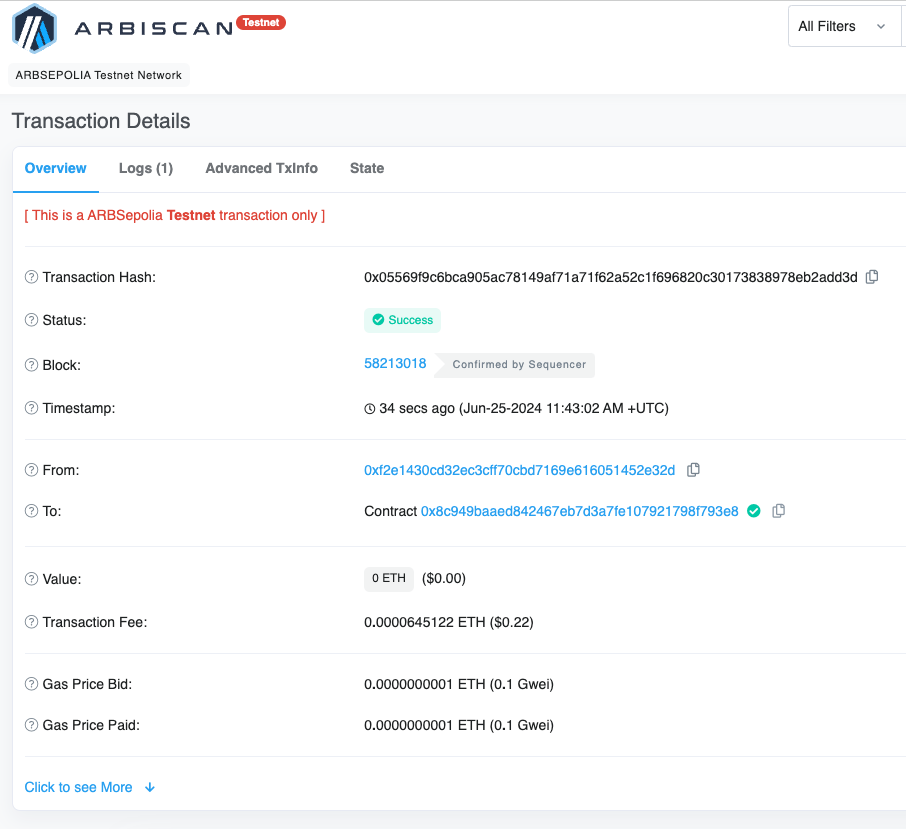 ARBISCAN Testnet
All Filters
ARBSEPOLIA Testnet Network
Transaction Details
Overview Logs (1) Advanced TxInfo State
[ This is a ARBSepolia Testnet transaction only ]
Transaction Hash: 0x05569f9c6bca905ac78149af71a71f62a52c1f696820c30173838978eb2add3d
Status: Success
Block: 58213018 Confirmed by Sequencer
Timestamp: 34 secs ago (Jun-25-2024 11:43:02 AM +UTC)
From: 0xf2e1430cd32ec3cff70cbd7169e616051452e32d
To: Contract 0x8c949baaed842467eb7d3a7fe107921798f793e8
Value: 0 ETH ($0.00)
Transaction Fee: 0.0000645122 ETH ($0.22)
Gas Price Bid: 0.0000000001 ETH (0.1 Gwei)
Gas Price Paid: 0.0000000001 ETH (0.1 Gwei)
Click to see More